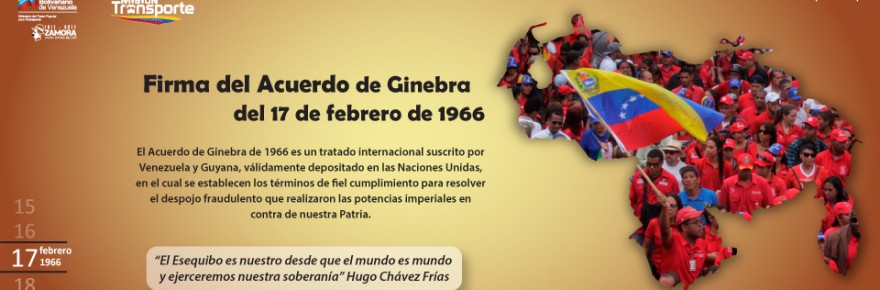 Bolivariano de Venezuela
Misión
Transporte
ZAMORA
Firma del Acuerdo de Ginebra
del 17 de febrero de 1966
El Acuerdo de Ginebra de 1966 es un tratado internacional suscrito por
Venezuela y Guyana, válidamente depositado en las Naciones Unidas,
en el cual se establecen los términos de fiel cumplimiento para resolver
el despojo fraudulento que realizaron las potencias imperiales en
contra de nuestra Patria.
15
16
17 febrero
1966
18
“El Esequibo es nuestro desde que el mundo es mundo
y ejerceremos nuestra soberanía” Hugo Chávez Frías